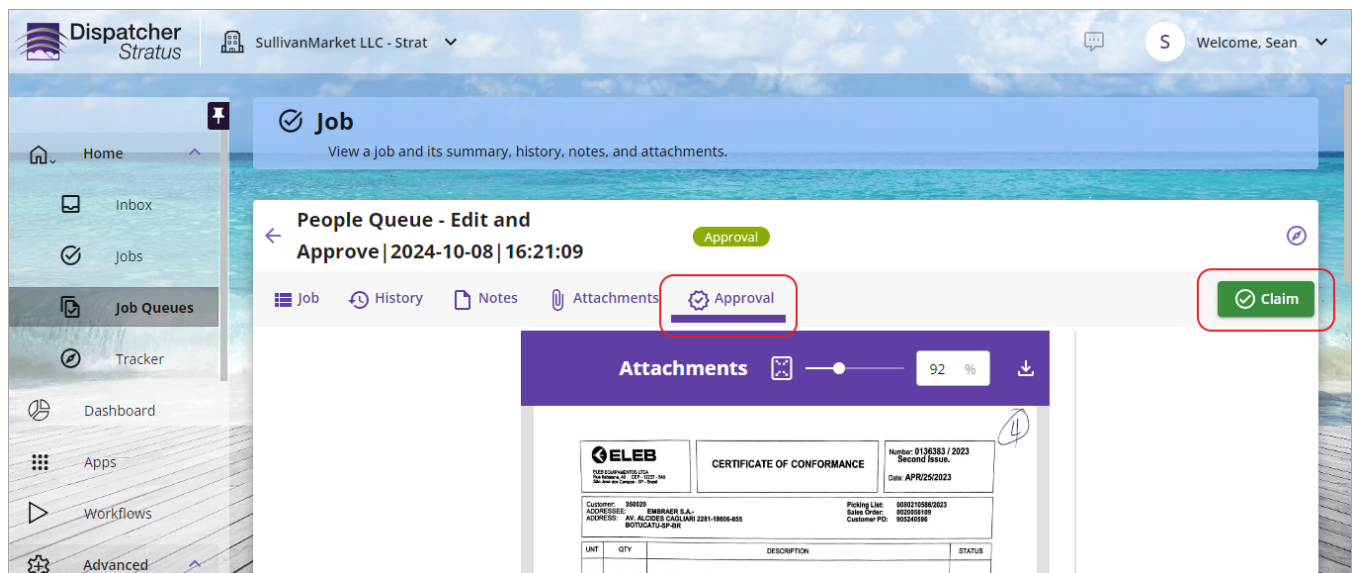 Dispatcher
Stratus
SullivanMarket LLC - Strat
S
Welcome, Sean
Home
Inbox
Jobs
Job Queues
Tracker
Dashboard
Apps
Workflows
Advanced
Job
View a job and its summary, history, notes, and attachments.
People Queue - Edit and
Approve|2024-10-08|16:21:09
Approval
Job
History
Notes
Attachments
Approval
Claim
Attachments
92 %
4
ELEB
ELEB EQUIPAMENTOS LTDA
CERTIFICATE OF CONFORMANCE
Number: 0136383 / 2023
Second Issue.
Date: APR/25/2023
Customer: 350020
ADDRESSEE: EMBRAER S.A.-
ADDRESS: AV. ALCIDES CAGLIARI 2281-18606-855
BOTUCATU-SP-BR
Picking List: 0080210586/2023
Sales Order: 0020056109
Customer PO: 905240596
UNT QTY DESCRIPTION STATUS